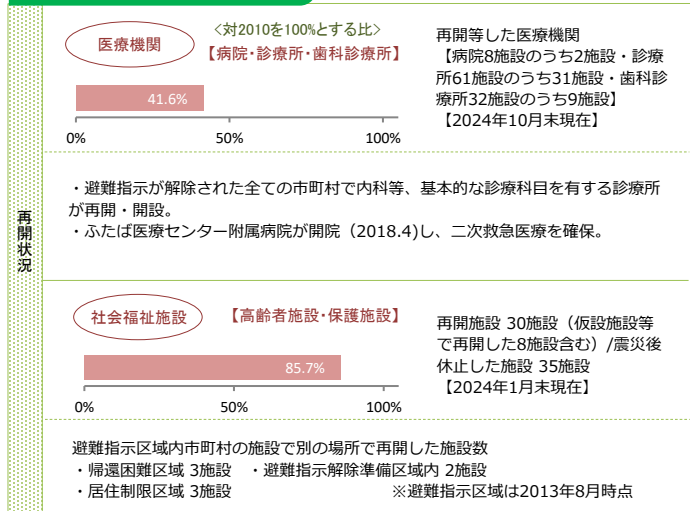 再開状況
医療機関
<対2010を100%とする比>
【病院・診療所・歯科診療所】
41.6%
0% 50% 100%
再開等した医療機関
【病院8施設のうち2施設・診療
所61施設のうち31施設・歯科診
療所32施設のうち9施設】
【2024年10月末現在】
・避難指示が解除された全ての市町村で内科等、基本的な診療科目を有する診療所
が再開・開設。
・ふたば医療センター附属病院が開院（2018.4)し、二次救急医療を確保。
社会福祉施設
【高齢者施設・保護施設】
85.7%
0% 50% 100%
再開施設 30施設（仮設施設等
で再開した8施設含む）/震災後
休止した施設 35施設
【2024年1月末現在】
避難指示区域内市町村の施設で別の場所で再開した施設数
・帰還困難区域 3施設 ・避難指示解除準備区域内 2施設
・居住制限区域 3施設 ※避難指示区域は2013年8月時点